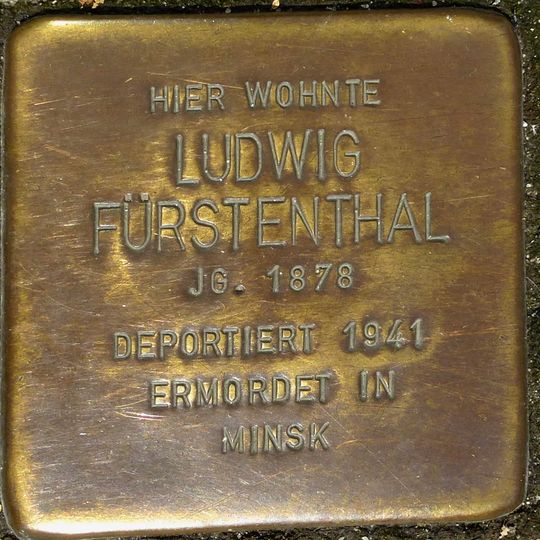 HIER WOHNTE
LUDWIG
FÜRSTENTHAL
JG. 1878
DEPORTIERT 1941
ERMORDET IN
MINSK